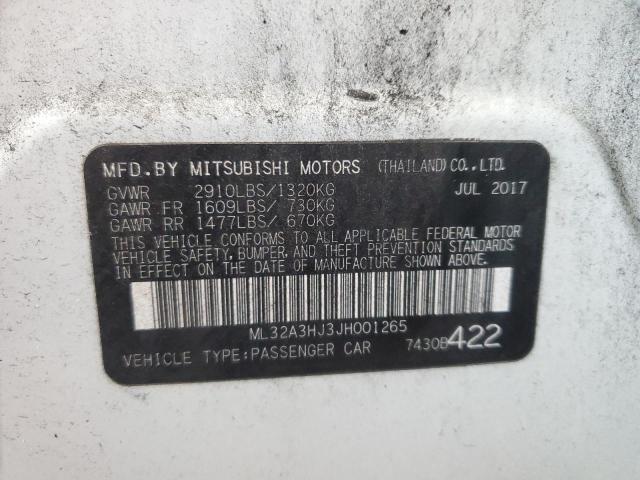 MFD.BY MITSUBISHI MOTORS (THAILAND)CO.,LTD.
GVWR 2910LBS/1320KG JUL 2017
GAWR FR 1609LBS/ 730KG
GAWR RR 1477LBS/ 670KG
THIS VEHICLE CONFORMS TO ALL APPLICABLE FEDERAL MOTOR
VEHICLE SAFETY, BUMPER, AND THEFT PREVENTION STANDARDS
IN EFFECT ON THE DATE OF MANUFACTURE SHOWN ABOVE.
ML32A3HJ3JH001265
VEHICLE TYPE:PASSENGER CAR 7430B422